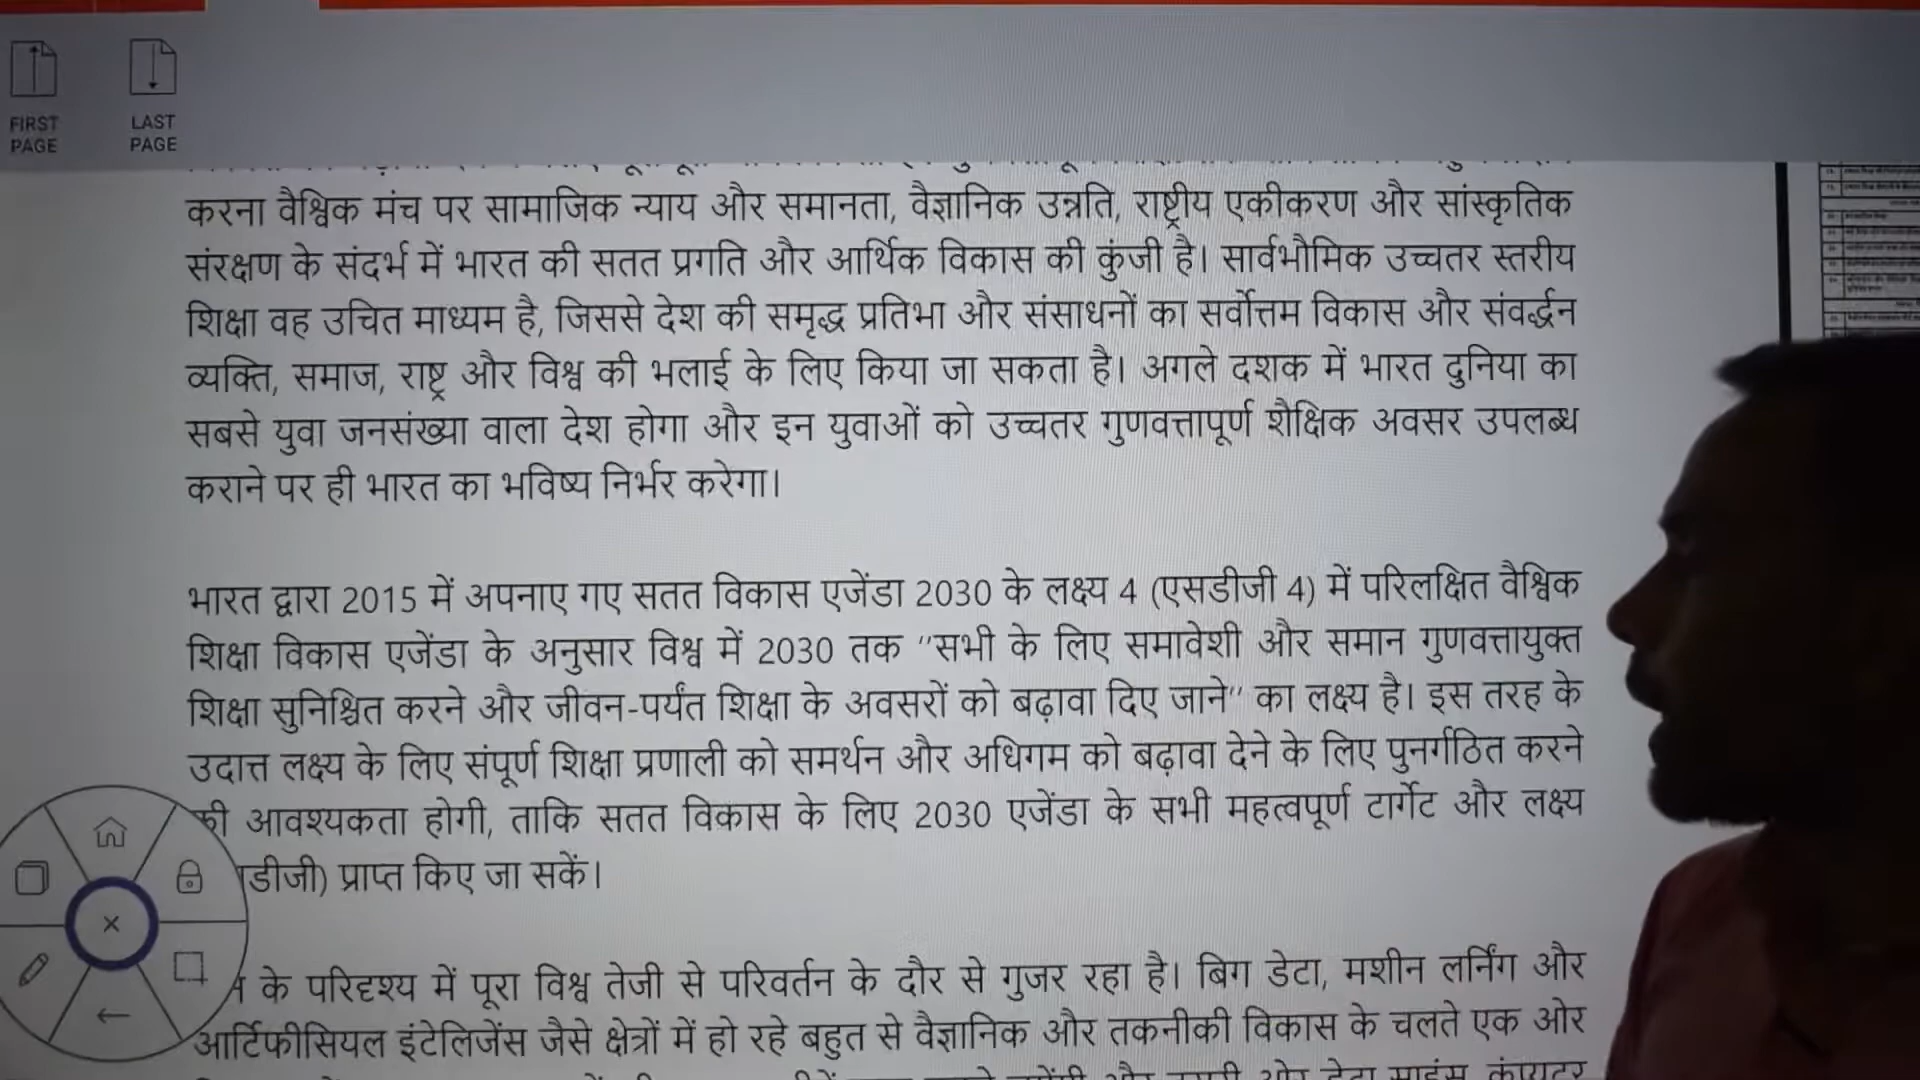 FIRST PAGE
LAST PAGE
करना वैश्विक मंच पर सामाजिक न्याय और समानता, वैज्ञानिक उन्नति, राष्ट्रीय एकीकरण और सांस्कृतिक
संरक्षण के संदर्भ में भारत की सतत प्रगति और आर्थिक विकास की कुंजी है। सार्वभौमिक उच्चतर स्तरीय
शिक्षा वह उचित माध्यम है, जिससे देश की समृद्ध प्रतिभा और संसाधनों का सर्वोत्तम विकास और संवर्द्धन
व्यक्ति, समाज, राष्ट्र और विश्व की भलाई के लिए किया जा सकता है। अगले दशक में भारत दुनिया का
सबसे युवा जनसंख्या वाला देश होगा और इन युवाओं को उच्चतर गुणवत्तापूर्ण शैक्षिक अवसर उपलब्ध
कराने पर ही भारत का भविष्य निर्भर करेगा।
भारत द्वारा 2015 में अपनाए गए सतत विकास एजेंडा 2030 के लक्ष्य 4 (एसडीजी 4) में परिलक्षित वैश्विक
शिक्षा विकास एजेंडा के अनुसार विश्व में 2030 तक "सभी के लिए समावेशी और समान गुणवत्तायुक्त
शिक्षा सुनिश्चित करने और जीवन-पर्यंत शिक्षा के अवसरों को बढ़ावा दिए जाने" का लक्ष्य है। इस तरह के
उदात्त लक्ष्य के लिए संपूर्ण शिक्षा प्रणाली को समर्थन और अधिगम को बढ़ावा देने के लिए पुनर्गठित करने
की आवश्यकता होगी, ताकि सतत विकास के लिए 2030 एजेंडा के सभी महत्वपूर्ण टार्गेट और लक्ष्य
डीजी) प्राप्त किए जा सकें।
के परिदृश्य में पूरा विश्व तेजी से परिवर्तन के दौर से गुजर रहा है। बिग डेटा, मशीन लर्निंग और
आर्टिफीसियल इंटेलिजेंस जैसे क्षेत्रों में हो रहे बहुत से वैज्ञानिक और तकनीकी विकास के चलते एक ओर